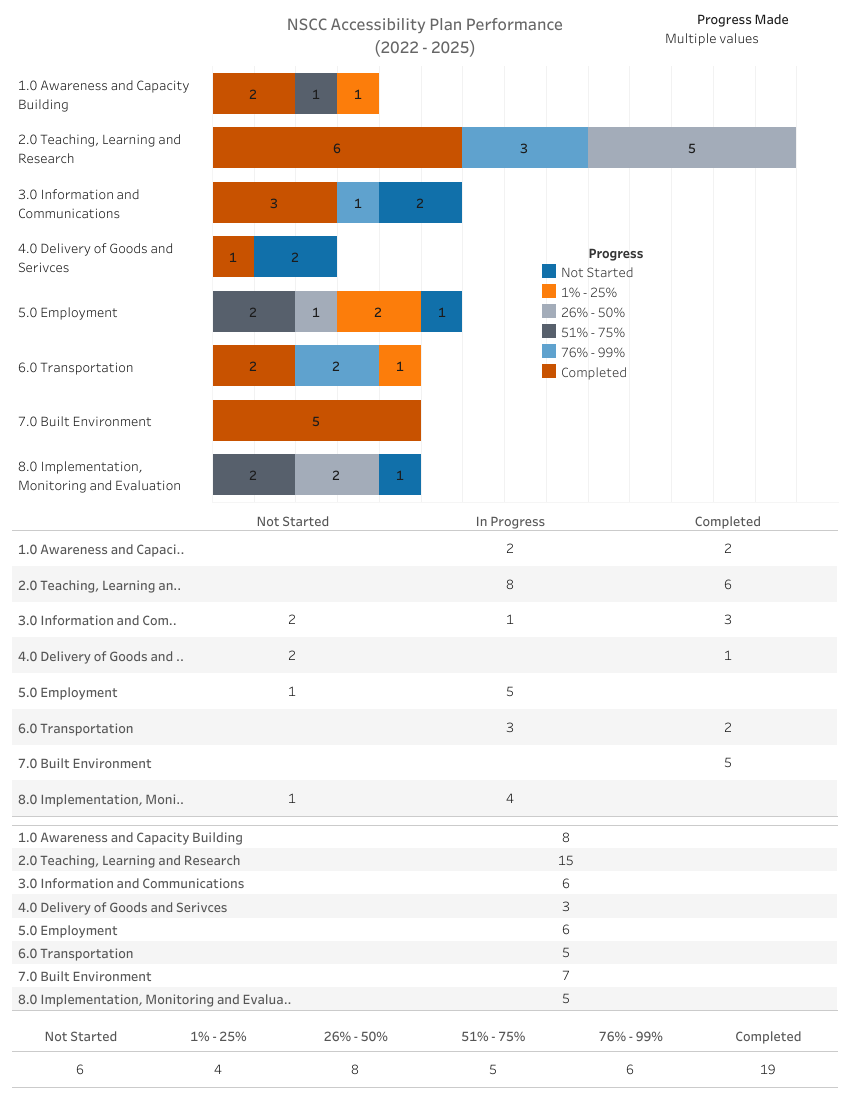 NSCC Accessibility Plan Performance
(2022 - 2025)
Progress Made
Multiple values
1.0 Awareness and Capacity
Building
2 1 1
2.0 Teaching, Learning and
Research
6 3 5
3.0 Information and
Communications
3 1 2
4.0 Delivery of Goods and
Serivces
1 2
Progress
Not Started
1% - 25%
26% - 50%
51% - 75%
76% - 99%
Completed
5.0 Employment
2 1 2 1
6.0 Transportation
2 2 1
7.0 Built Environment
5
8.0 Implementation,
Monitoring and Evaluation
2 2 1
Not Started In Progress Completed
1.0 Awareness and Capaci.. 2 2
2.0 Teaching, Learning an.. 8 6
3.0 Information and Com.. 2 1 3
4.0 Delivery of Goods and .. 2 1
5.0 Employment 1 5
6.0 Transportation 3 2
7.0 Built Environment 5
8.0 Implementation, Moni.. 1 4
1.0 Awareness and Capacity Building 8
2.0 Teaching, Learning and Research 15
3.0 Information and Communications 6
4.0 Delivery of Goods and Serivces 3
5.0 Employment 6
6.0 Transportation 5
7.0 Built Environment 7
8.0 Implementation, Monitoring and Evalua.. 5
Not Started 1% - 25% 26% - 50% 51% - 75% 76% - 99% Completed
6 4 8 5 6 19